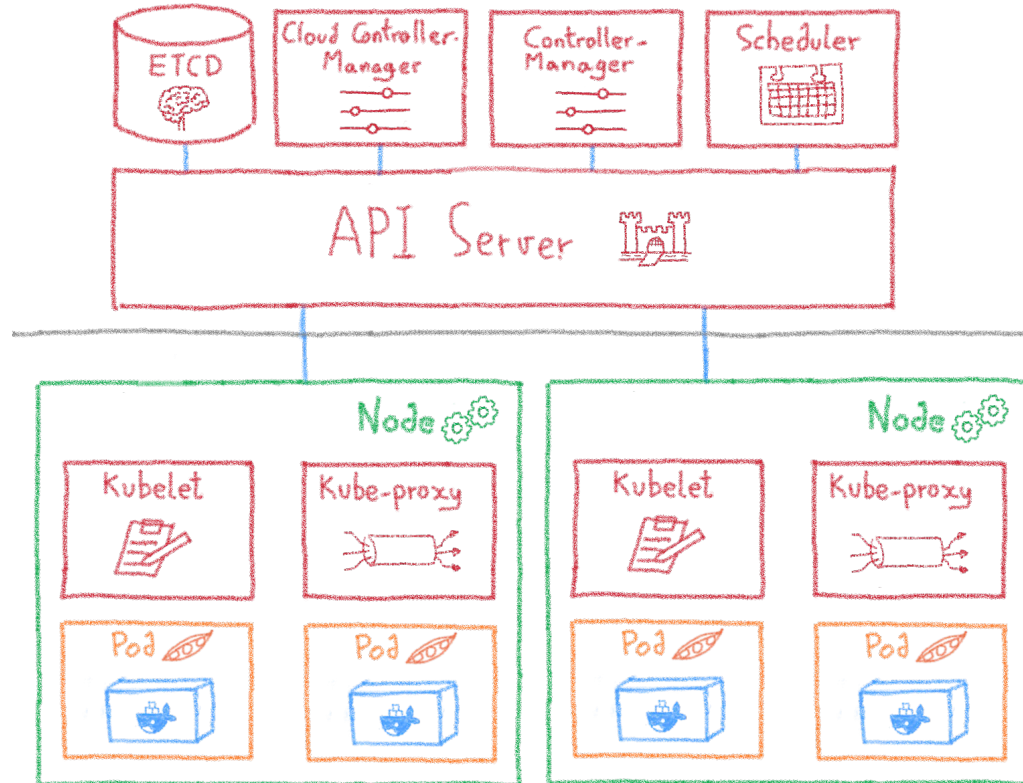 ETCD
Cloud Controller-
Manager
Controller-
Manager
Scheduler
API Server
Node
Kubelet
Kube-proxy
Pod
Pod
Node
Kubelet
Kube-proxy
Pod
Pod